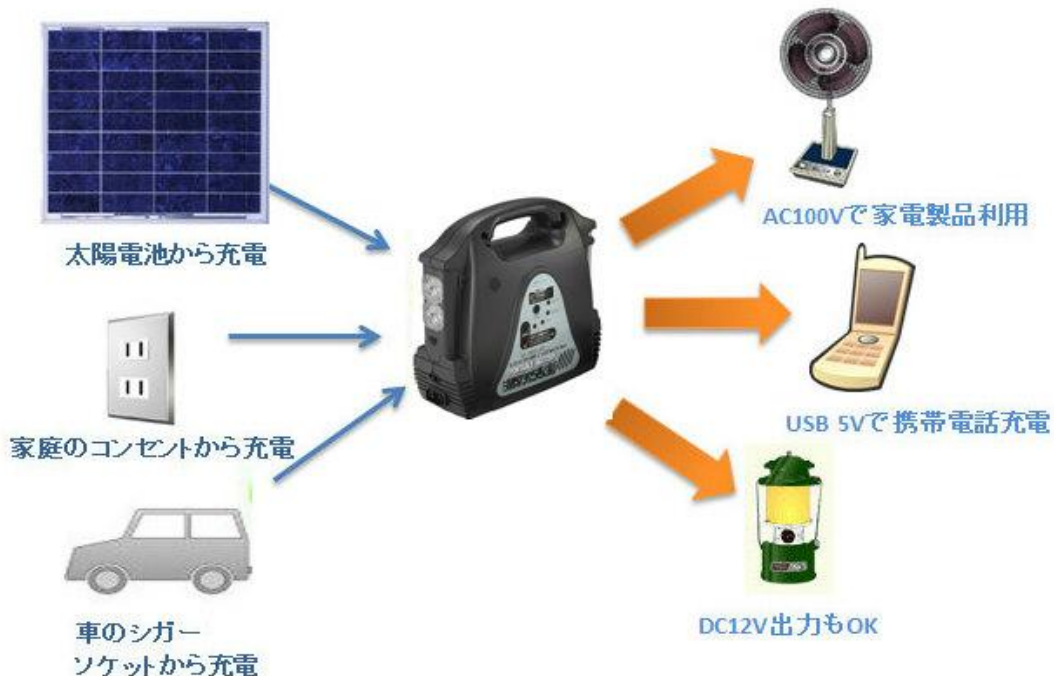 太陽電池から充電
家庭のコンセントから充電
車のシガー
ソケットから充電
AC100Vで家電製品利用
USB 5Vで携帯電話充電
DC12V出力もOK